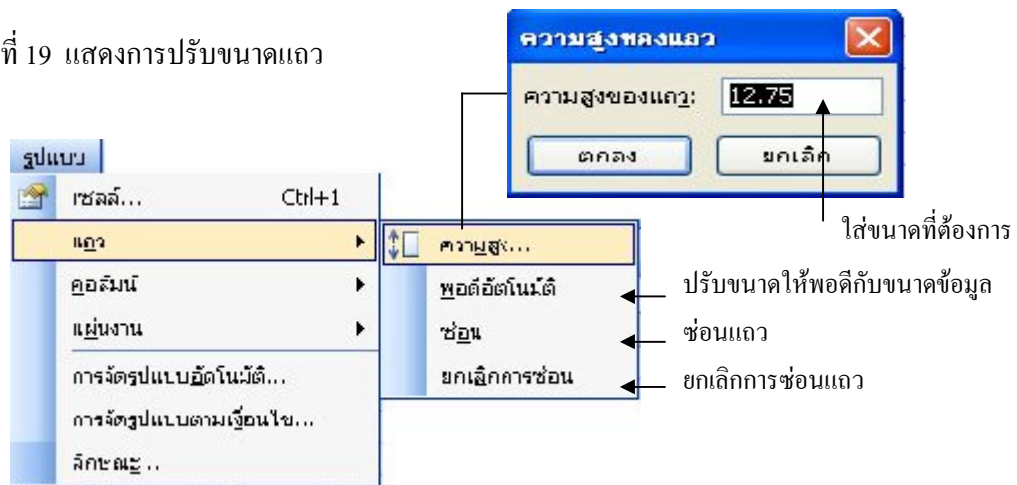 ที่ 19 แสดงการปรับขนาดแถว
ความสูงของแถว
ความสูงของแถว:
12.75
ตกลง
ยกเลิก
ใส่ขนาดที่ต้องการ
รูปแบบ
เซลล์...
Ctrl+1
แถว
คอลัมน์
แผ่นงาน
การจัดรูปแบบอัตโนมัติ...
การจัดรูปแบบตามเงื่อนไข...
ลักษณะ...
ความสูง...
พอดีอัตโนมัติ
ซ่อน
ยกเลิกการซ่อน
ปรับขนาดให้พอดีกับขนาดข้อมูล
ซ่อนแถว
ยกเลิกการซ่อนแถว